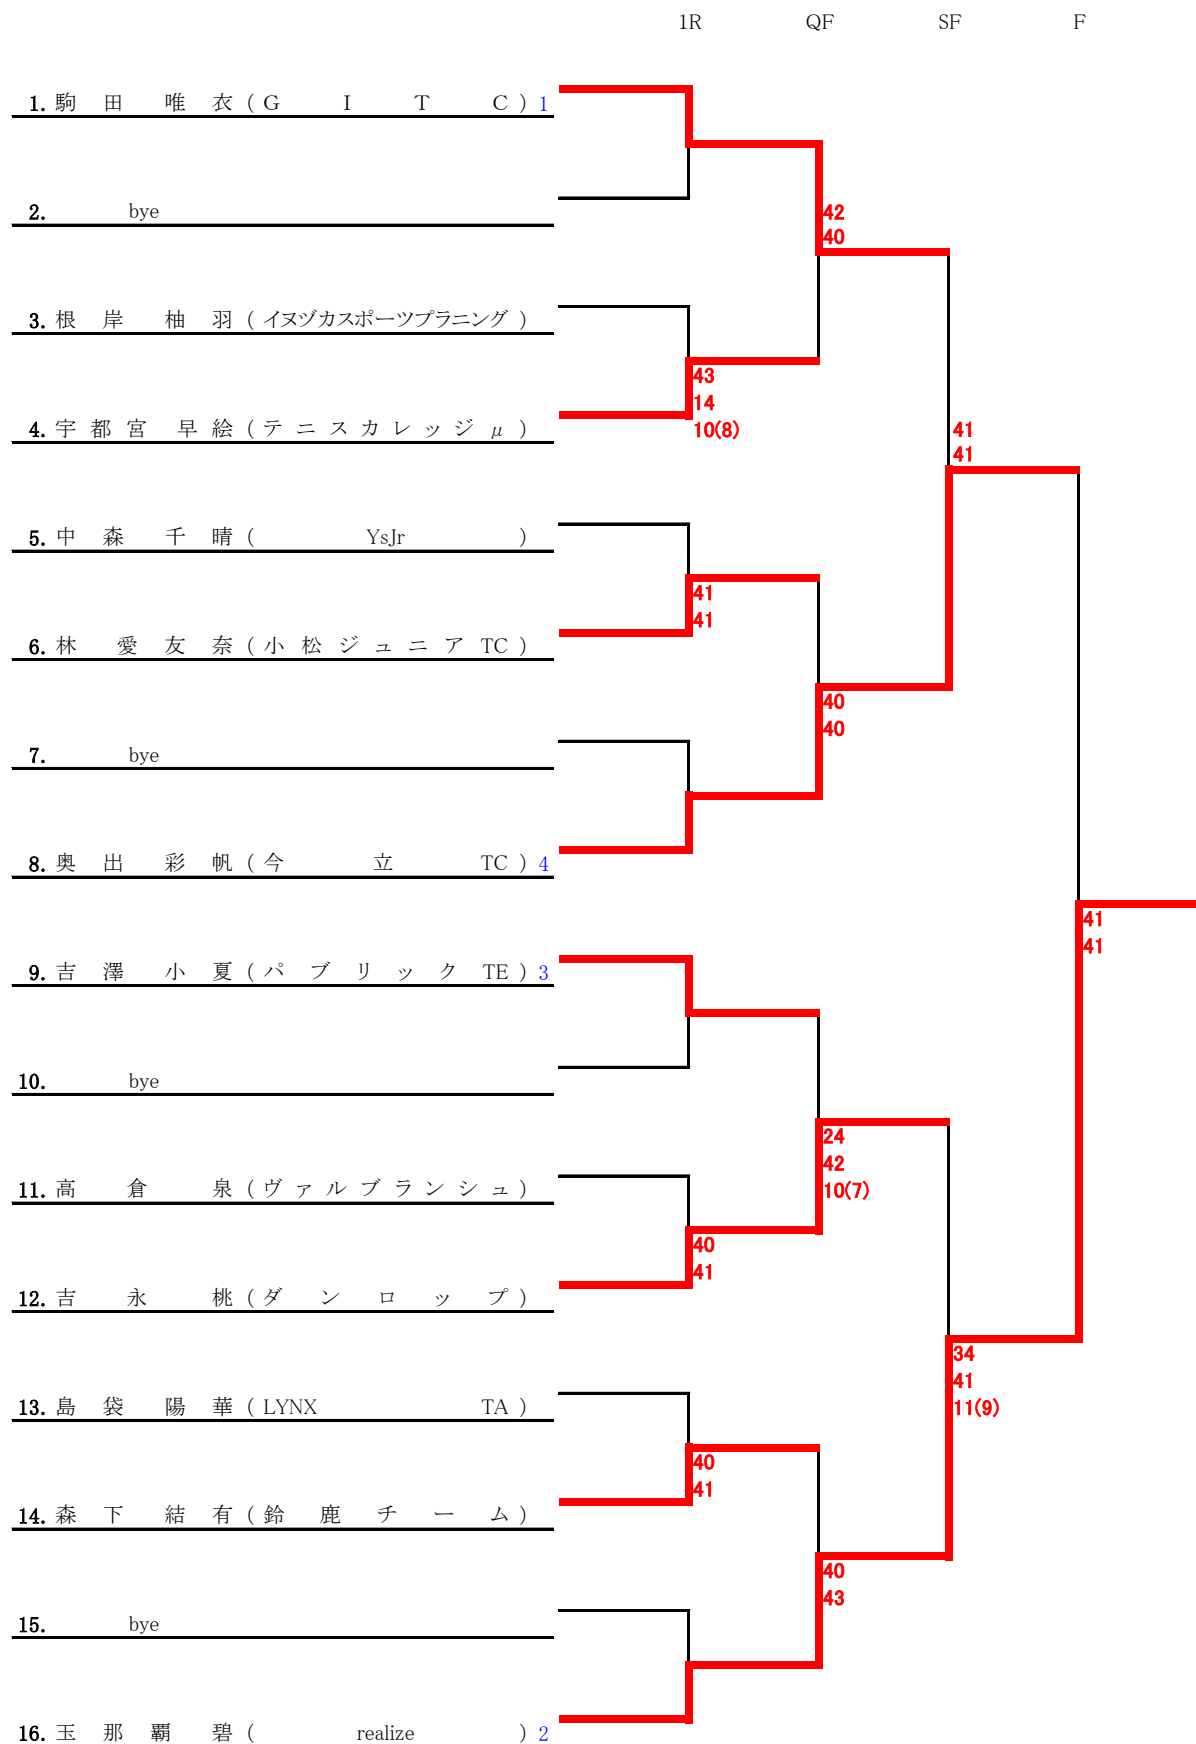 1R QF SF F
1. 駒田 唯衣 (GITC) 1
2. bye
42
40
3. 根岸 柚羽 (イヌヅカスポーツプラニング)
43
14
4. 宇都宮 早絵 (テニスカレッジμ)
10(8)
41
41
5. 中森 千晴 (YsJr)
41
41
6. 林 愛友奈 (小松ジュニアTC)
40
40
7. bye
8. 奥出 彩帆 (今立TC) 4
41
41
9. 吉澤 小夏 (パブリックTE) 3
10. bye
24
42
10(7)
11. 高倉 泉 (ヴァルブランシュ)
40
41
12. 吉永 桃 (ダンロップ)
34
41
11(9)
13. 島袋 陽華 (LYNX TA)
40
41
14. 森下 結有 (鈴鹿チーム)
40
43
15. bye
16. 玉那覇 碧 (realize) 2